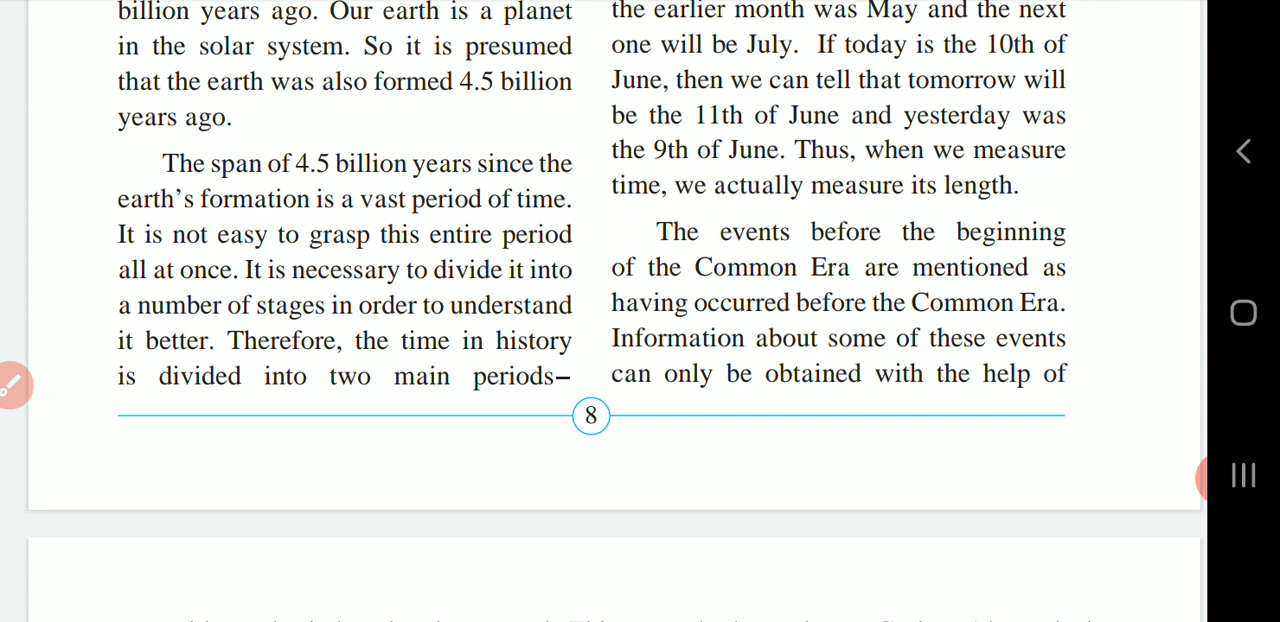 billion years ago. Our earth is a planet
in the solar system. So it is presumed
that the earth was also formed 4.5 billion
years ago.
The span of 4.5 billion years since the
earth's formation is a vast period of time.
It is not easy to grasp this entire period
all at once. It is necessary to divide it into
a number of stages in order to understand
it better. Therefore, the time in history
is divided into two main periods–
the earlier month was May and the next
one will be July. If today is the 10th of
June, then we can tell that tomorrow will
be the 11th of June and yesterday was
the 9th of June. Thus, when we measure
time, we actually measure its length.
The events before the beginning
of the Common Era are mentioned as
having occurred before the Common Era.
Information about some of these events
can only be obtained with the help of
8